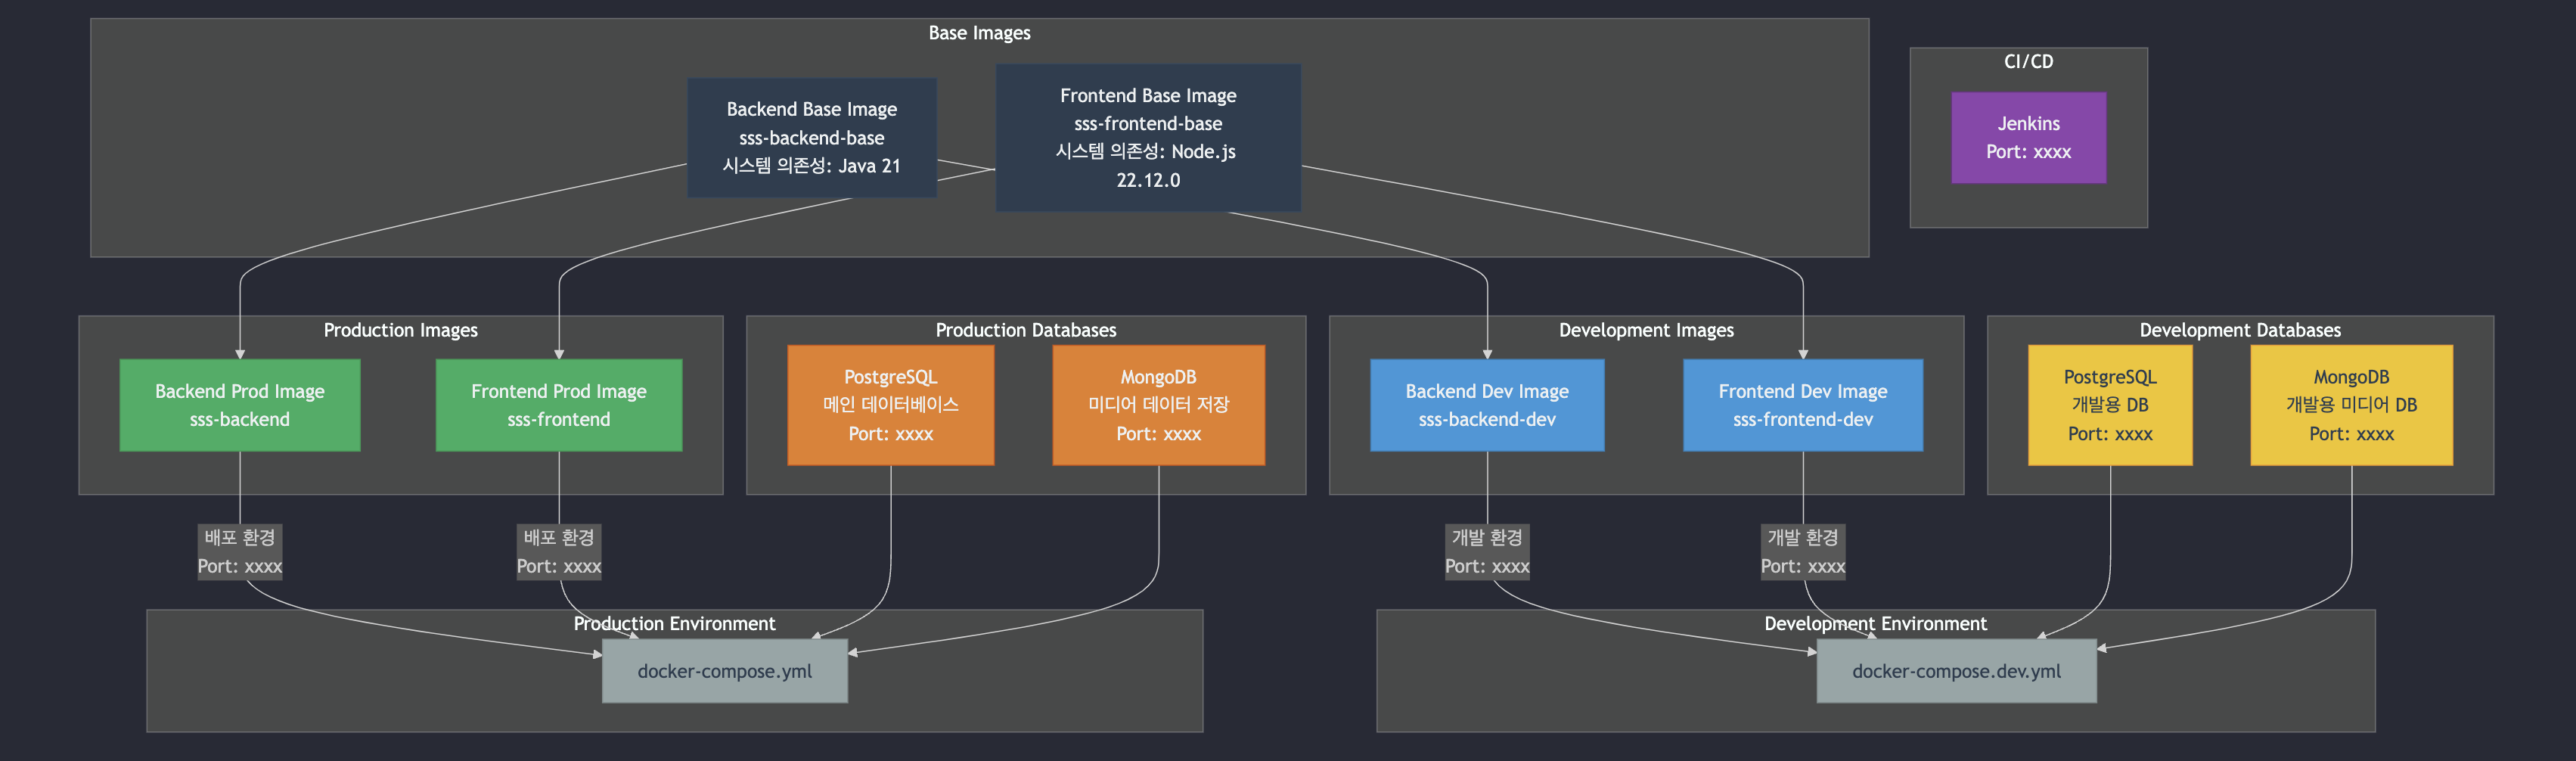 Base Images
Backend Base Image
sss-backend-base
시스템 의존성: Java 21
Frontend Base Image
sss-frontend-base
시스템 의존성: Node.js
22.12.0
CI/CD
Jenkins
Port: xxxx
Production Images
Backend Prod Image
sss-backend
Frontend Prod Image
sss-frontend
Production Databases
PostgreSQL
메인 데이터베이스
Port: xxxx
MongoDB
미디어 데이터 저장
Port: xxxx
Development Images
Backend Dev Image
sss-backend-dev
Frontend Dev Image
sss-frontend-dev
Development Databases
PostgreSQL
개발용 DB
Port: xxxx
MongoDB
개발용 미디어 DB
Port: xxxx
배포 환경
Port: xxxx
배포 환경
Port: xxxx
개발 환경
Port: xxxx
개발 환경
Port: xxxx
Production Environment
docker-compose.yml
Development Environment
docker-compose.dev.yml